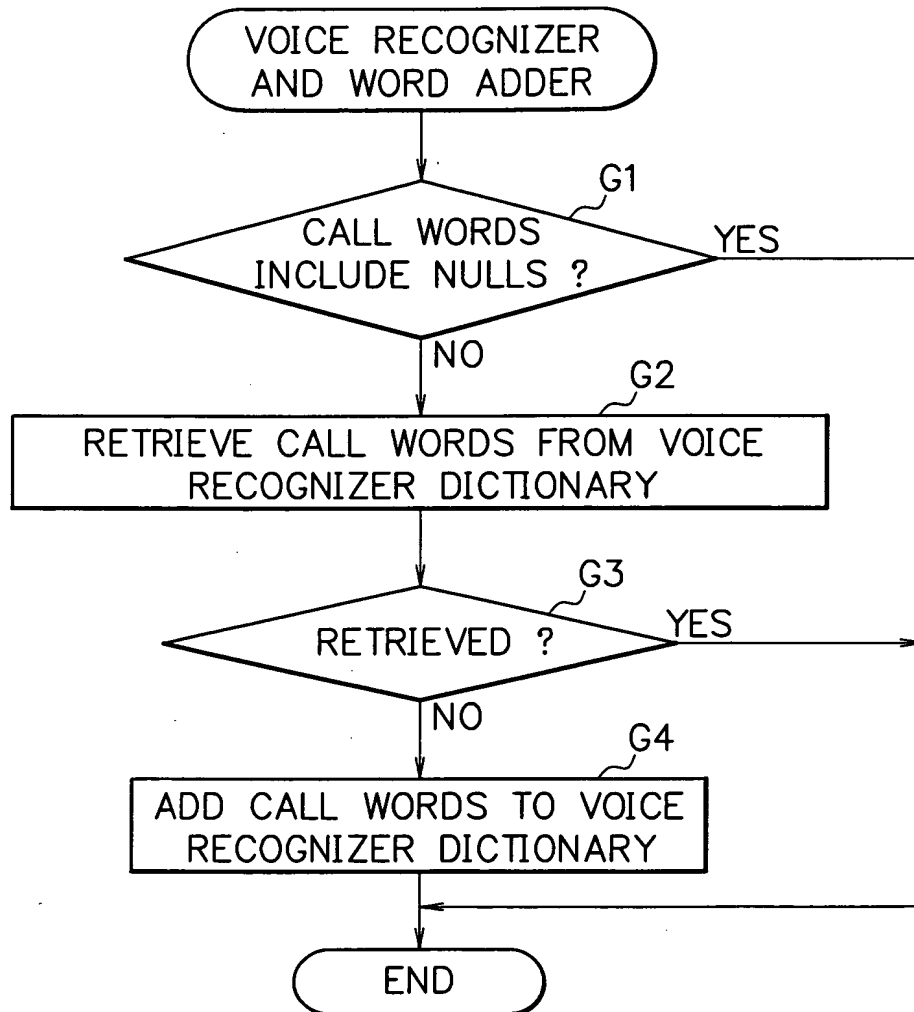 VOICE RECOGNIZER
AND WORD ADDER
G1
CALL WORDS
INCLUDE NULLS ?
YES
NO
G2
RETRIEVE CALL WORDS FROM VOICE
RECOGNIZER DICTIONARY
G3
RETRIEVED ?
YES
NO
G4
ADD CALL WORDS TO VOICE
RECOGNIZER DICTIONARY
END